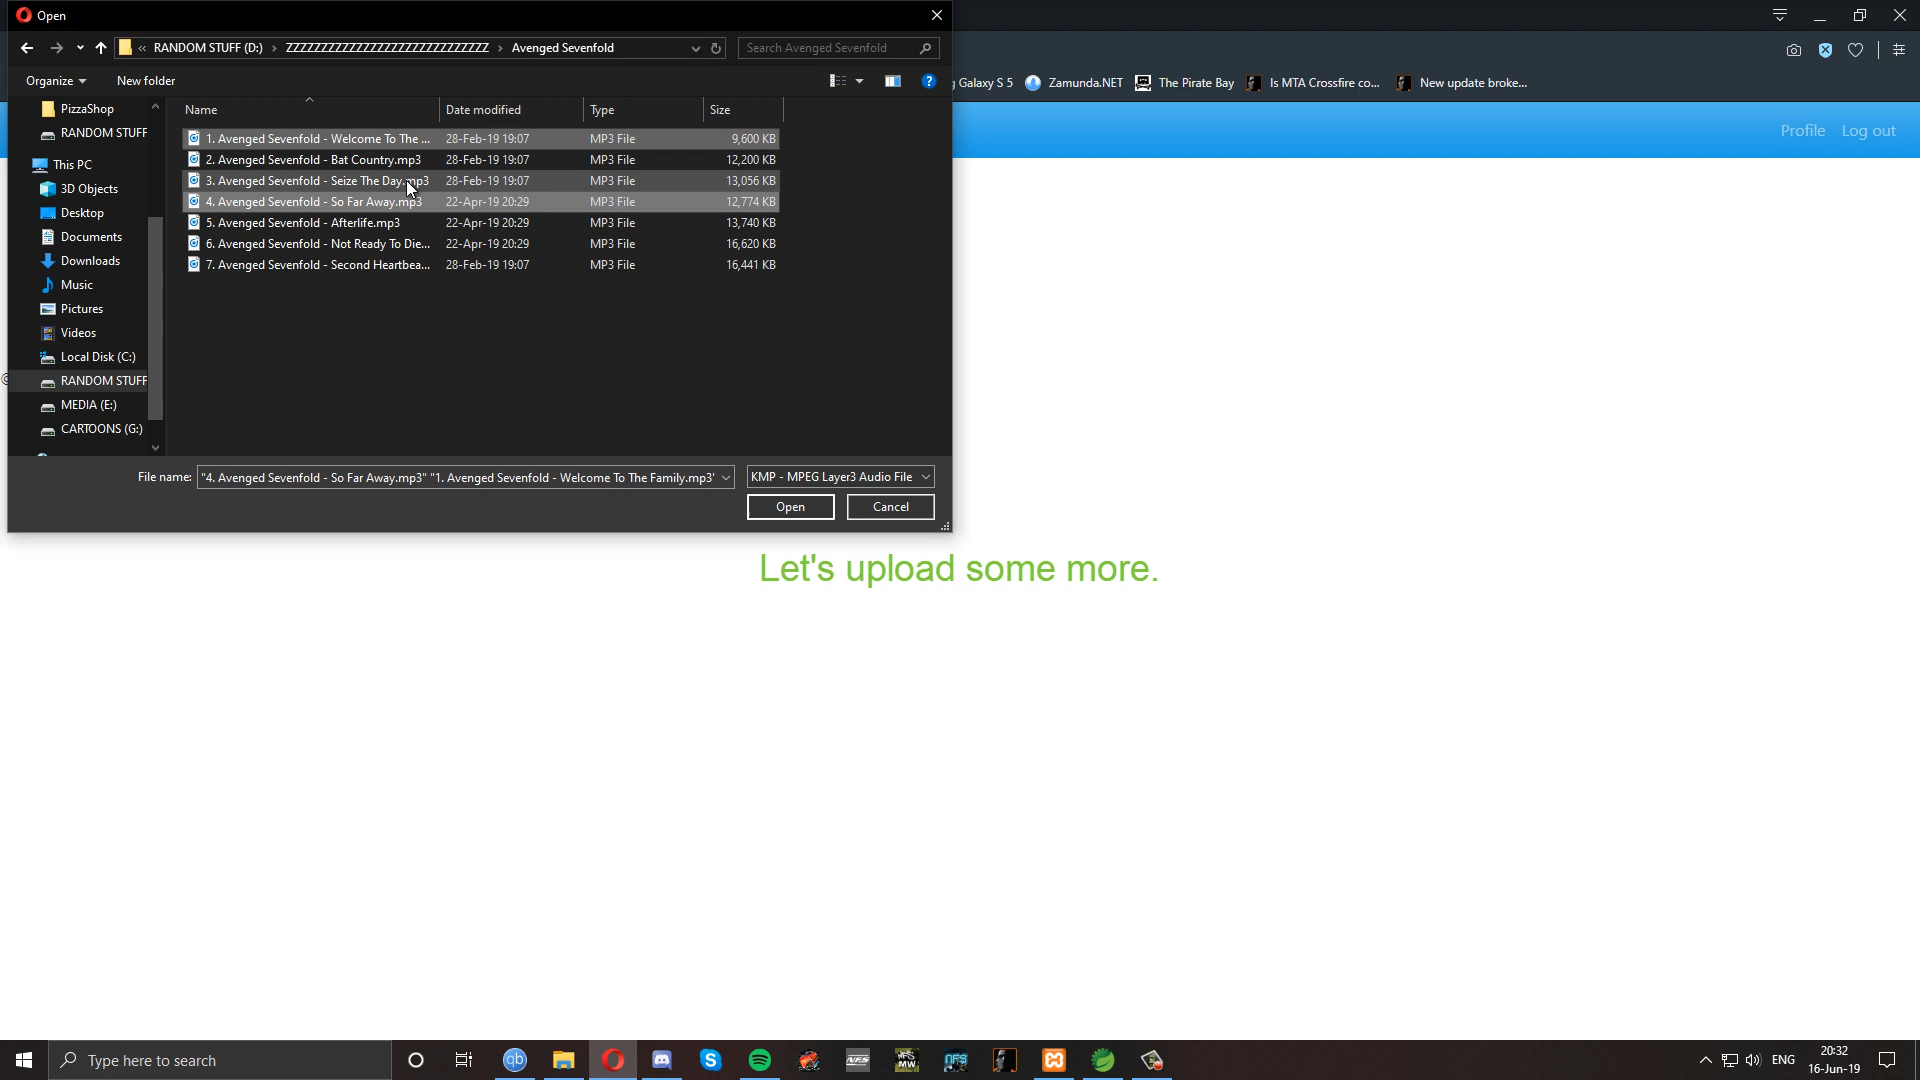 Open
« RANDOM STUFF (D:) › ZZZZZZZZZZZZZZZZZZZZZZZZZZZZZ › Avenged Sevenfold
Search Avenged Sevenfold
Organize
New folder
g Galaxy S 5
Zamunda.NET
The Pirate Bay
Is MTA Crossfire co...
New update broke...
Profile
Log out
PizzaShop
RANDOM STUFF
This PC
3D Objects
Desktop
Documents
Downloads
Music
Pictures
Videos
Local Disk (C:)
RANDOM STUFF
MEDIA (E:)
CARTOONS (G:)
Name Date modified Type Size
1. Avenged Sevenfold - Welcome To The ... 28-Feb-19 19:07 MP3 File 9,600 KB
2. Avenged Sevenfold - Bat Country.mp3 28-Feb-19 19:07 MP3 File 12,200 KB
3. Avenged Sevenfold - Seize The Day.mp3 28-Feb-19 19:07 MP3 File 13,056 KB
4. Avenged Sevenfold - So Far Away.mp3 22-Apr-19 20:29 MP3 File 12,774 KB
5. Avenged Sevenfold - Afterlife.mp3 22-Apr-19 20:29 MP3 File 13,740 KB
6. Avenged Sevenfold - Not Ready To Die... 22-Apr-19 20:29 MP3 File 16,620 KB
7. Avenged Sevenfold - Second Heartbea... 28-Feb-19 19:07 MP3 File 16,441 KB
File name: "4. Avenged Sevenfold - So Far Away.mp3" "1. Avenged Sevenfold - Welcome To The Family.mp3"
KMP - MPEG Layer3 Audio File
Open
Cancel
Let's upload some more.
Type here to search
qb
NFS
NFS MW
NFS
ENG
20:32
16-Jun-19